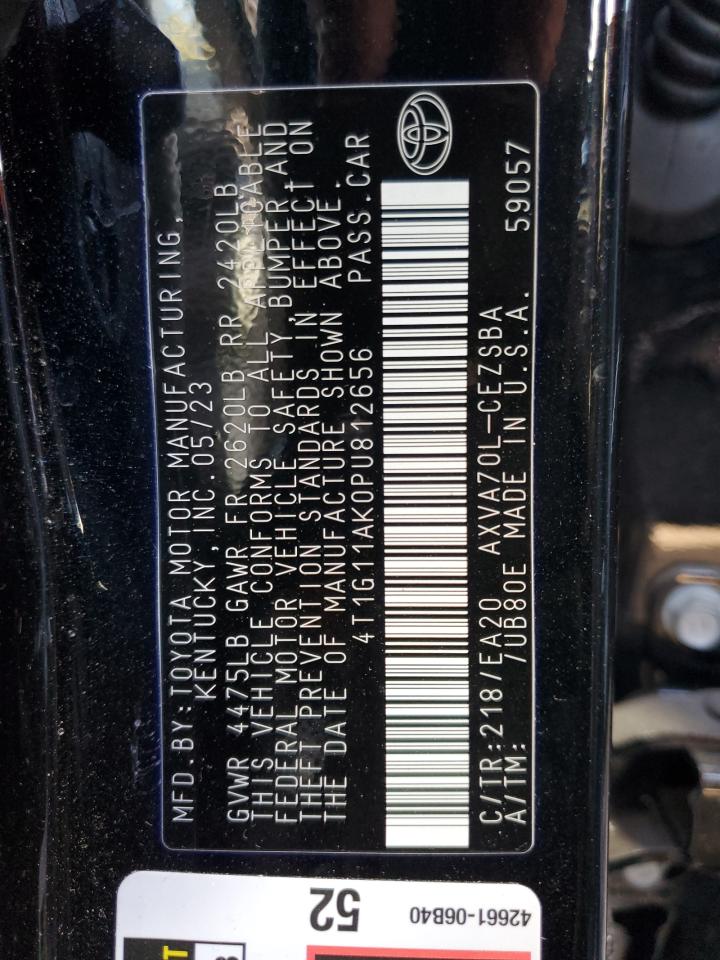 MFD.BY:TOYOTA MOTOR MANUFACTURING,
KENTUCKY, INC.05/23
GVWR 4475LB GAWR FR 2620LB RR 2420LB
THIS VEHICLE CONFORMS TO ALL APPLICABLE
FEDERAL MOTOR VEHICLE SAFETY, BUMPER, AND
THEFT PREVENTION STANDARDS IN EFFECT ON
THE DATE OF MANUFACTURE SHOWN ABOVE.
4T1G11AK0PU812656 PASS.CAR
C/TR:218/EA20 AXVA70L-CEZSBA
A/TM: /UB80E MADE IN U.S.A. 59057
52
42661-06B40